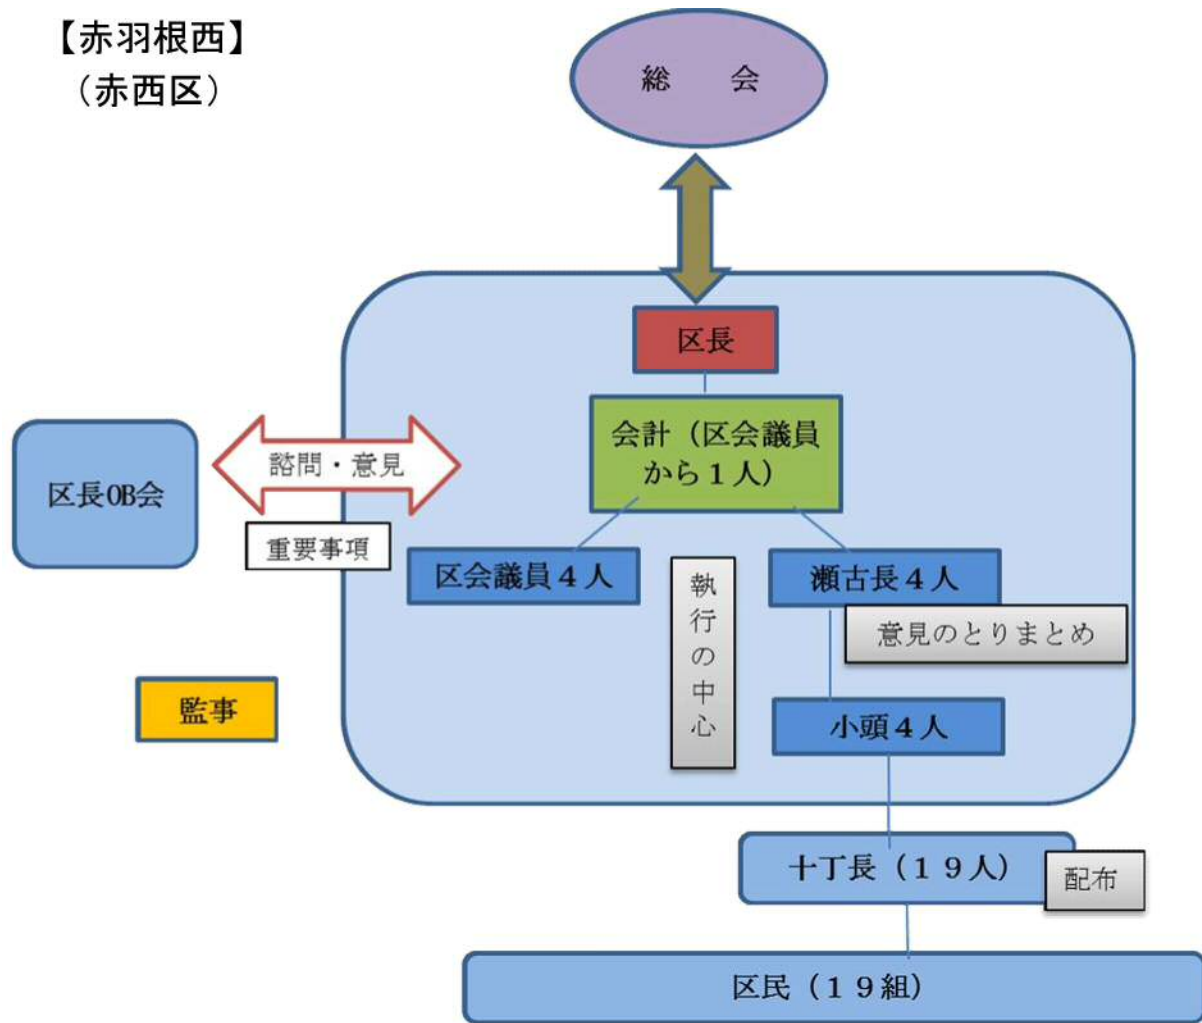 【赤羽根西】
（赤西区）
総　会
区長
会計（区会議員
から１人）
諮問・意見
区長OB会
重要事項
区会議員４人
瀬古長４人
執行の中心
意見のとりまとめ
監事
小頭４人
十丁長（１９人）
配布
区民（１９組）